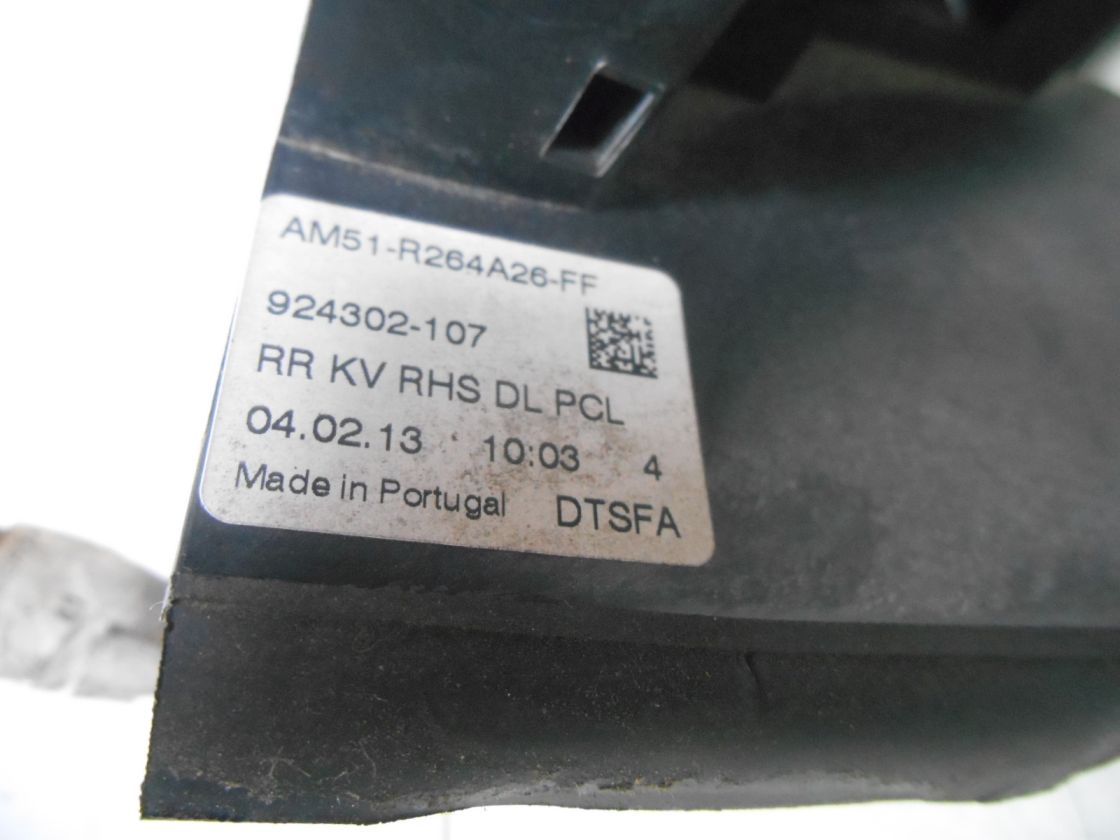 AM51-R264A26-FF
924302-107
RR KV RHS DL PCL
04.02.13 10:03 4
Made in Portugal DTSFA